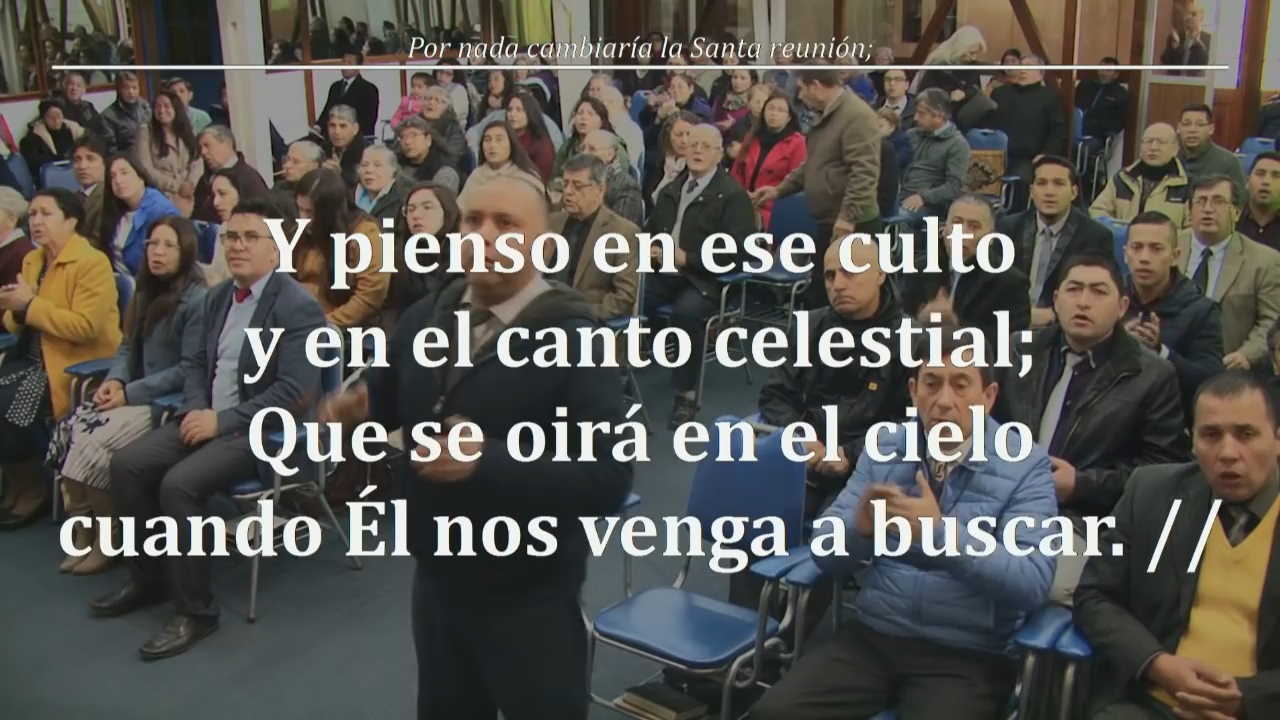 Por nada cambiaría la Santa reunión;
Y pienso en ese culto
y en el canto celestial;
Que se oirá en el cielo
cuando Él nos venga a buscar. //